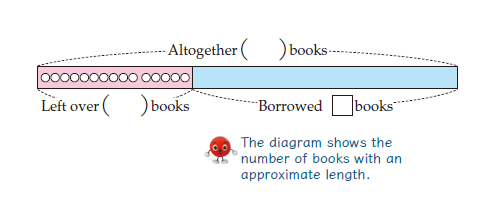 Altogether (      ) books
Left over (      ) books
Borrowed □ books
The diagram shows the
number of books with an
approximate length.